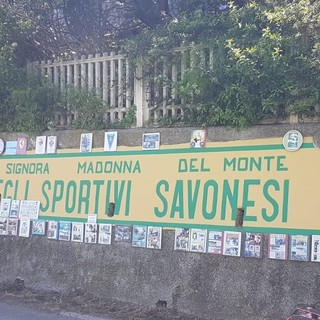 SIGNORA MADONNA DEL MONTE
EGLI SPORTIVI SAVONESI